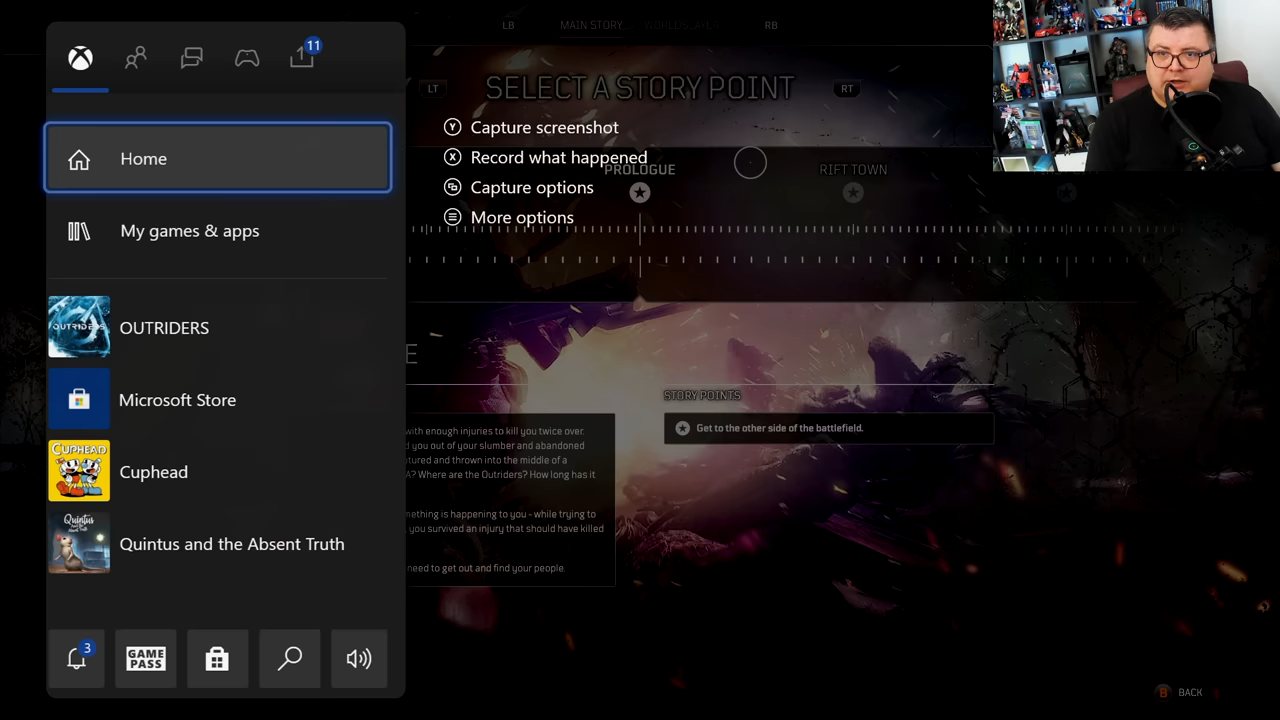 11
Home
My games & apps
OUTRIDERS
OUTRIDERS
Microsoft Store
CUPHEAD
Cuphead
Quintus
Quintus and the Absent Truth
3
GAME PASS
LB
MAIN STORY
WORLDSLAYER
RB
LT
SELECT A STORY POINT
RT
Y Capture screenshot
X Record what happened
Capture options
More options
PROLOGUE
RIFT TOWN
E
STORY POINTS
Get to the other side of the battlefield.
with enough injuries to kill you twice over.
d you out of your slumber and abandoned
tured and thrown into the middle of a
A? Where are the Outriders? How long has it
mething is happening to you - while trying to
you survived an injury that should have killed
need to get out and find your people.
B BACK